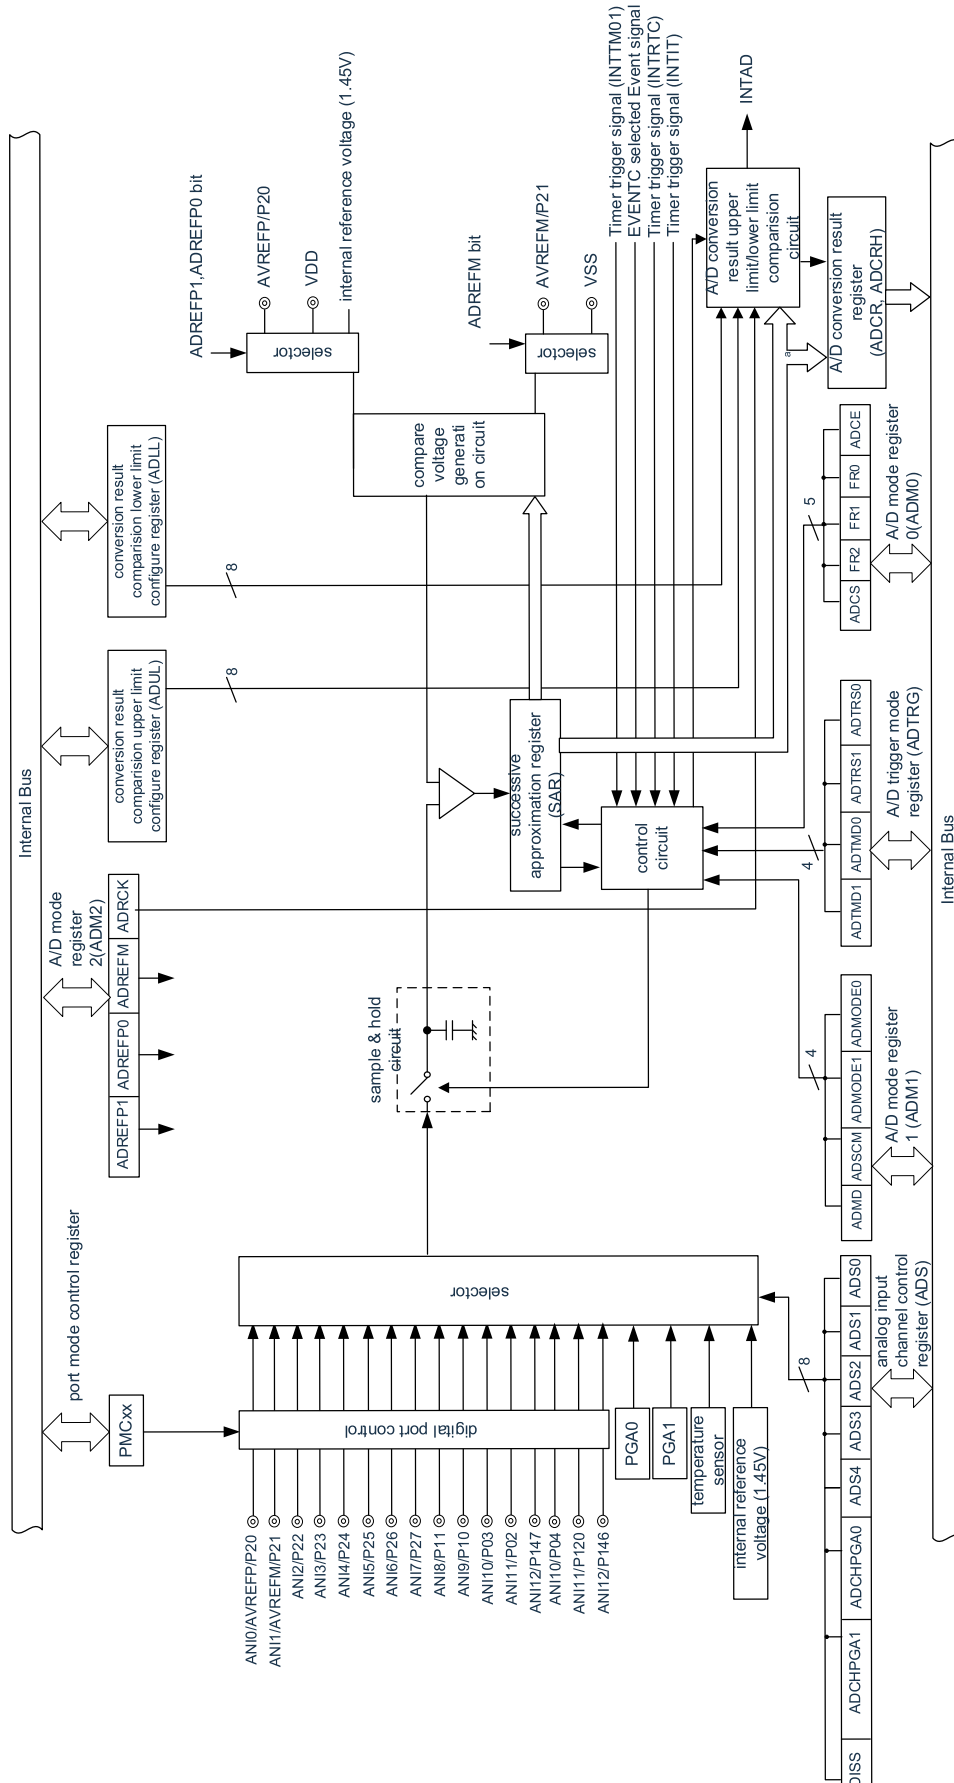 Internal Bus
port mode control register
PMCxx
A/D mode
register
2(ADM2)
ADREFP1
ADREFP0
ADREFM
ADRCK
conversion result
comparision upper limit
configure register (ADUL)
8
conversion result
comparision lower limit
configure register (ADLL)
8
ADREFP1,ADREFP0 bit
AVREFP/P20
VDD
internal reference voltage (1.45V)
selector
ADREFM bit
AVREFM/P21
VSS
selector
compare
voltage
generati
on circuit
sample & hold
circuit
successive
approximation register
(SAR)
control
circuit
Timer trigger signal (INTTM01)
EVENTC selected Event signal
Timer trigger signal (INTRTC)
Timer trigger signal (INTIT)
A/D conversion
result upper
limit/lower limit
comparision
circuit
INTAD
a
A/D conversion result
register
(ADCR, ADCRH)
ANI0/AVREFP/P20
ANI1/AVREFM/P21
ANI2/P22
ANI3/P23
ANI4/P24
ANI5/P25
ANI6/P26
ANI7/P27
ANI8/P11
ANI9/P10
ANI10/P03
ANI11/P02
ANI12/P147
ANI10/P04
ANI11/P120
ANI12/P146
digital port control
selector
PGA0
PGA1
temperature
sensor
internal reference
voltage (1.45V)
8
DISS
ADCHPGA1
ADCHPGA0
ADS4
ADS3
ADS2
ADS1
ADS0
analog input
channel control
register (ADS)
4
ADMD
ADSCM
ADMODE1
ADMODE0
A/D mode register
1 (ADM1)
4
ADTMD1
ADTMD0
ADTRS1
ADTRS0
A/D trigger mode
register (ADTRG)
5
ADCS
FR2
FR1
FR0
ADCE
A/D mode register
0(ADM0)
Internal Bus